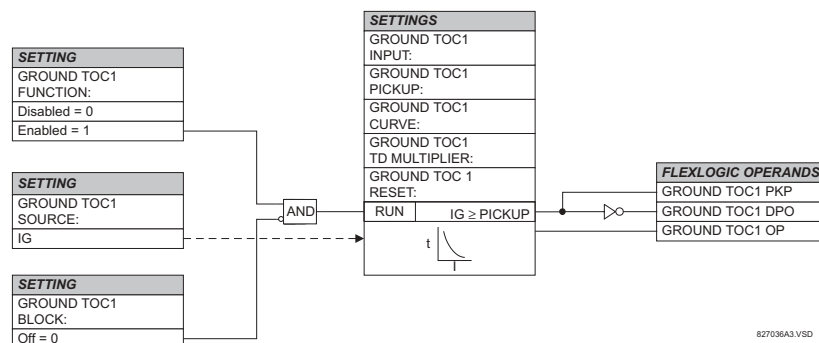 SETTING
GROUND TOC1
FUNCTION:
Disabled = 0
Enabled = 1
SETTING
GROUND TOC1
SOURCE:
IG
SETTING
GROUND TOC1
BLOCK:
Off = 0
AND
SETTINGS
GROUND TOC1
INPUT:
GROUND TOC1
PICKUP:
GROUND TOC1
CURVE:
GROUND TOC1
TD MULTIPLIER:
GROUND TOC 1
RESET:
RUN IG ≥ PICKUP
t
I
FLEXLOGIC OPERANDS
GROUND TOC1 PKP
GROUND TOC1 DPO
GROUND TOC1 OP
827036A3.VSD